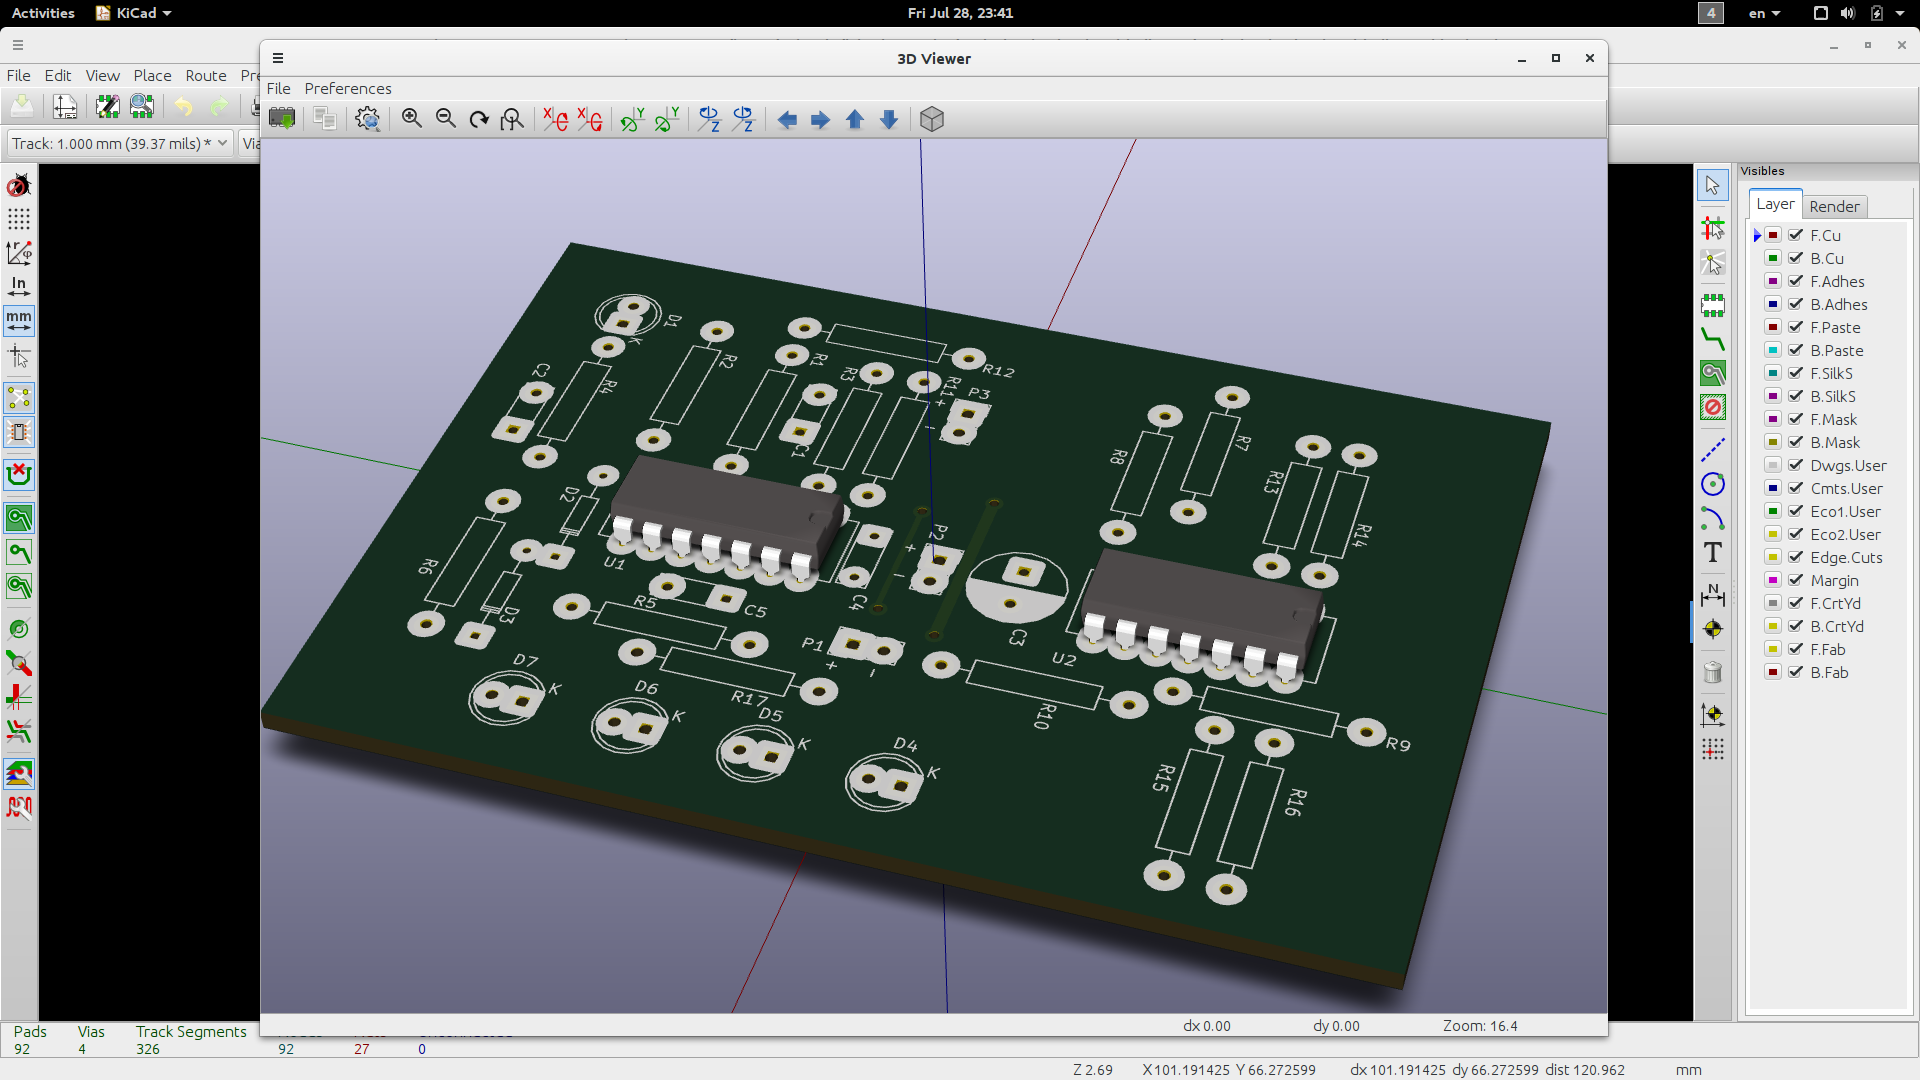 Activities KiCad Fri Jul 28, 23:41 4 en
3D Viewer
File Edit View Place Route Pre
File Preferences
Track: 1.000 mm (39.37 mils) * Via
In
mm
Visibles
Layer Render
F.Cu
B.Cu
F.Adhes
B.Adhes
F.Paste
B.Paste
F.SilkS
B.SilkS
F.Mask
B.Mask
Dwgs.User
Cmts.User
Eco1.User
Eco2.User
Edge.Cuts
Margin
F.CrtYd
B.CrtYd
F.Fab
B.Fab
D1
K
C2
R4
R2
R1
R3
R12
R11
P3
+
-
C1
R8
R7
R13
R14
D2
U1
R6
D3
R5
C5
C4
P2
+
-
C3
U2
P1
+
-
R17
R10
R9
D7 K
D6 K
D5 K
D4 K
R15
R16
dx 0.00 dy 0.00 Zoom: 16.4
Pads Vias Track Segments
92 4 326 92 27 0
Z 2.69 X 101.191425 Y 66.272599 dx 101.191425 dy 66.272599 dist 120.962 mm